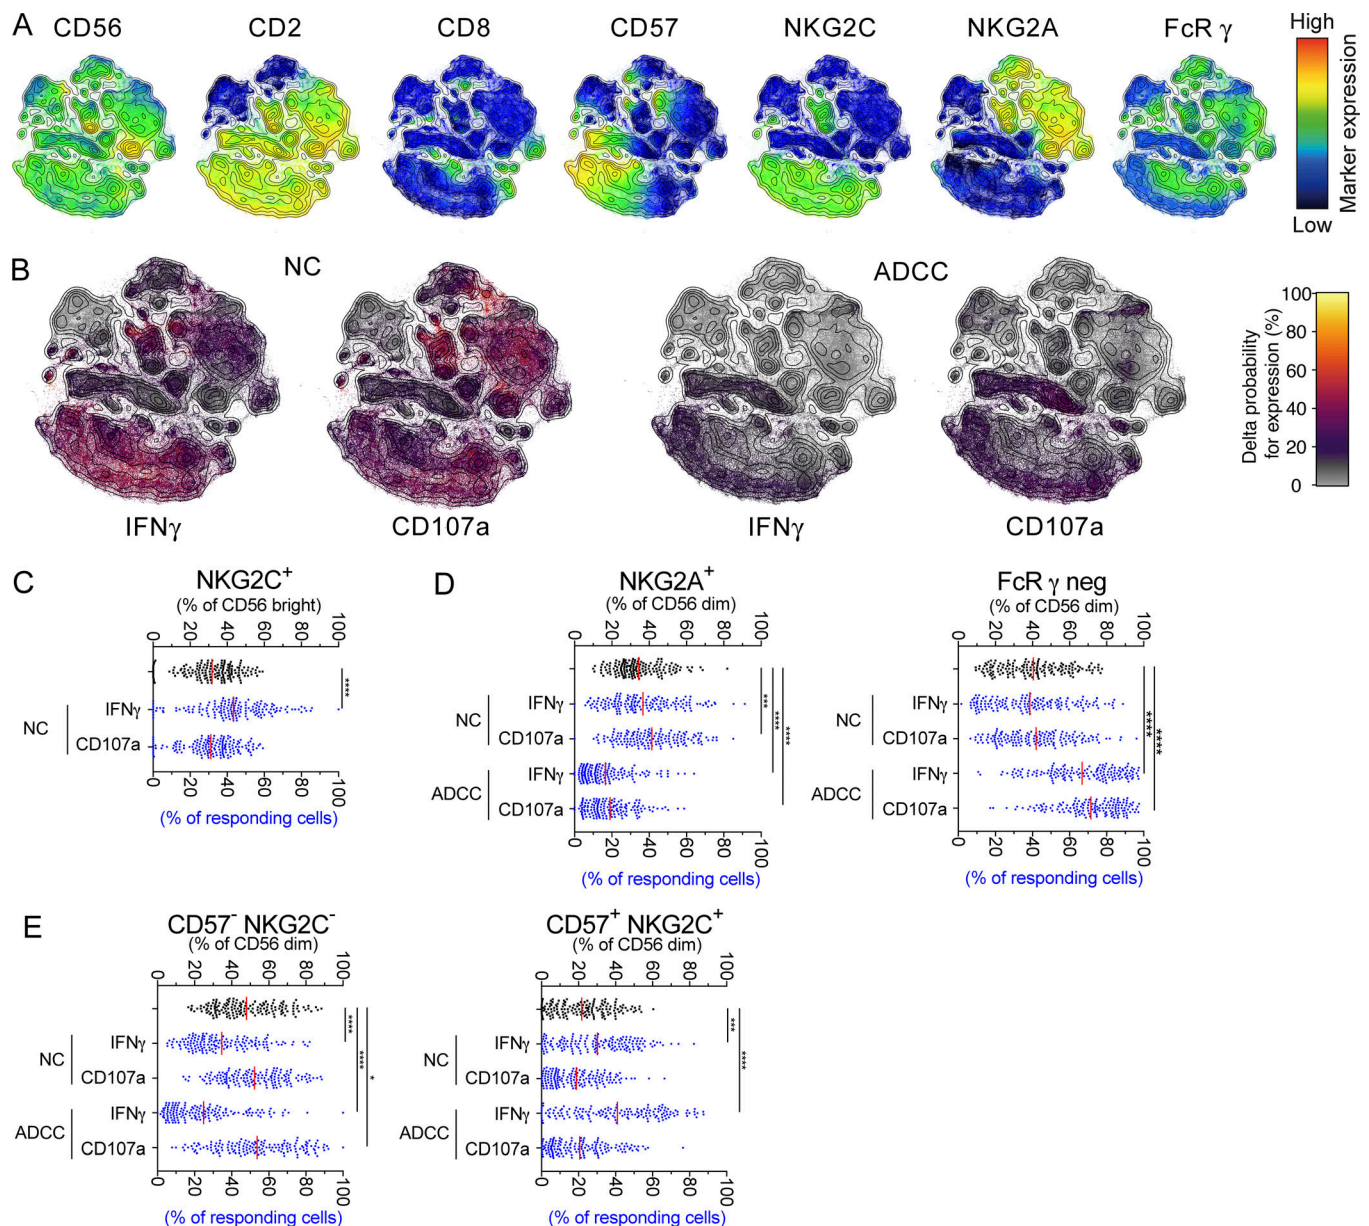 A
CD56 CD2 CD8 CD57 NKG2C NKG2A FcR γ
High
Marker expression
Low
B
NC ADCC
IFNγ CD107a IFNγ CD107a
100
80
60
40
20
0
Delta probability
for expression (%)
C
NKG2C+
(% of CD56 bright)
0 20 40 60 80 100
****
NC
IFNγ
CD107a
0 20 40 60 80 100
(% of responding cells)
D
NKG2A+
(% of CD56 dim)
0 20 40 60 80 100
NC
IFNγ
CD107a
ADCC
IFNγ
CD107a
*** **** ****
0 20 40 60 80 100
(% of responding cells)
FcR γ neg
(% of CD56 dim)
0 20 40 60 80 100
NC
IFNγ
CD107a
ADCC
IFNγ
CD107a
**** ****
0 20 40 60 80 100
(% of responding cells)
E
CD57- NKG2C-
(% of CD56 dim)
0 20 40 60 80 100
NC
IFNγ
CD107a
ADCC
IFNγ
CD107a
**** **** *
0 20 40 60 80 100
(% of responding cells)
CD57+ NKG2C+
(% of CD56 dim)
0 20 40 60 80 100
NC
IFNγ
CD107a
ADCC
IFNγ
CD107a
*** ****
0 20 40 60 80 100
(% of responding cells)